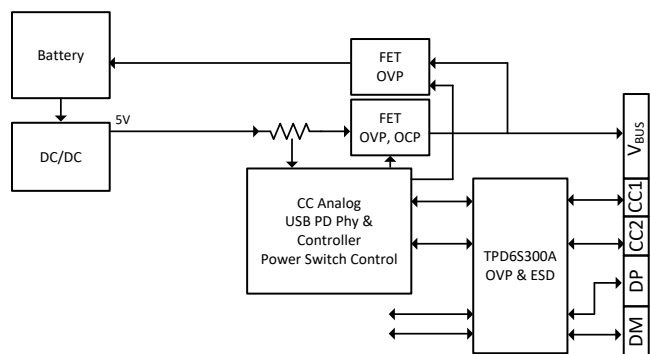 Battery
FET
OVP
5V
DC/DC
FET
OVP, OCP
VBUS
CC Analog
USB PD Phy &
Controller
Power Switch Control
TPD6S300A
OVP & ESD
CC1
CC2
DP
DM